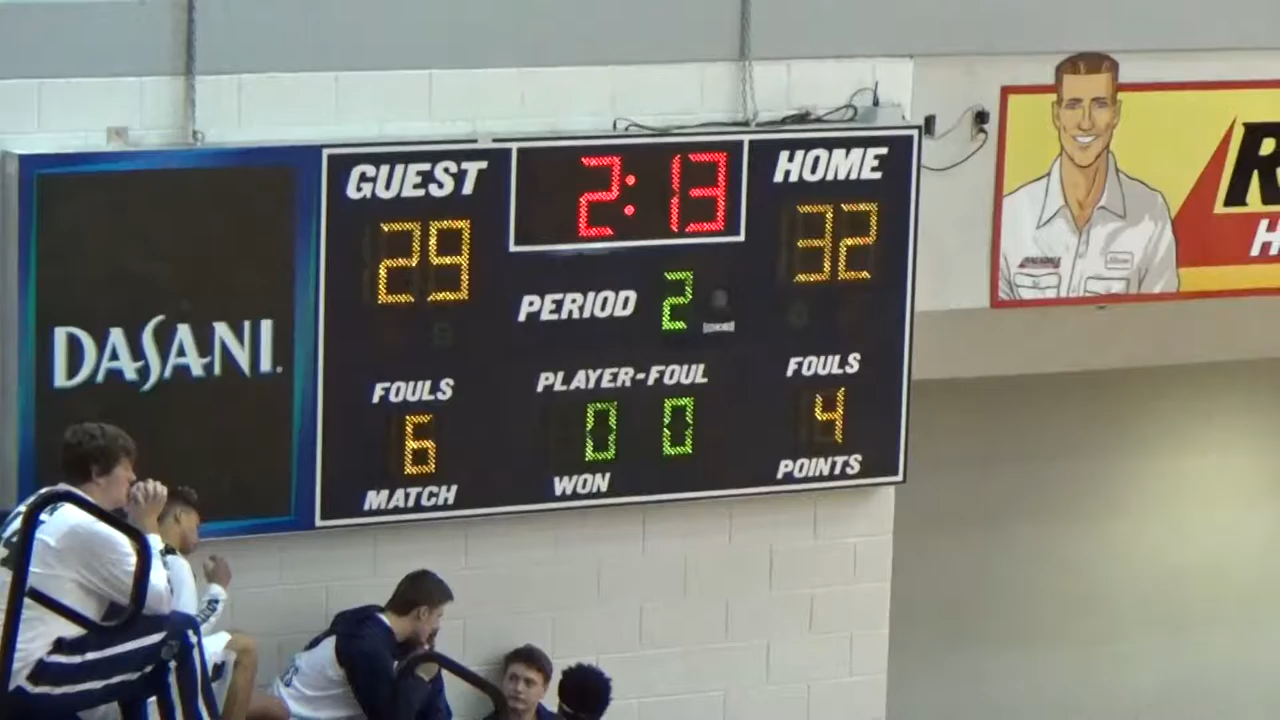 DASANI.
GUEST
2:13
HOME
29
32
PERIOD 2
FOULS
PLAYER-FOUL
FOULS
6
0 0
4
MATCH
WON
POINTS
R
H